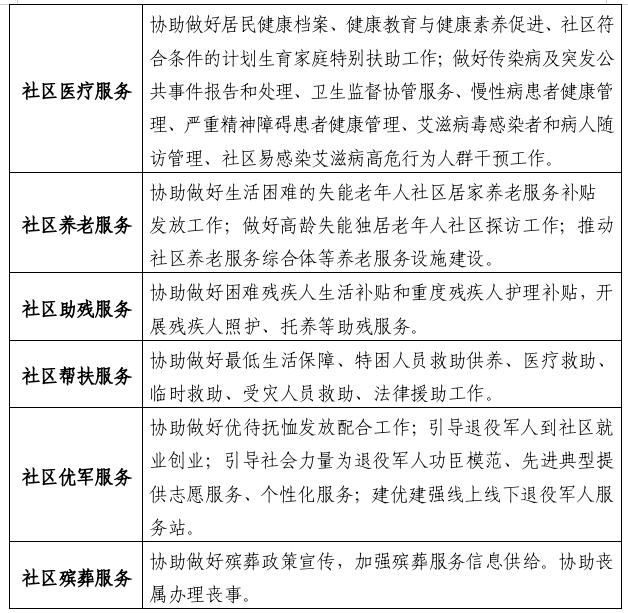 社区医疗服务
协助做好居民健康档案、健康教育与健康素养促进、社区符
合条件的计划生育家庭特别扶助工作；做好传染病及突发公
共事件报告和处理、卫生监督协管服务、慢性病患者健康管
理、严重精神障碍患者健康管理、艾滋病毒感染者和病人随
访管理、社区易感染艾滋病高危行为人群干预工作。
社区养老服务
协助做好生活困难的失能老年人社区居家养老服务补贴
发放工作；做好高龄失能独居老年人社区探访工作；推动
社区养老服务综合体等养老服务设施建设。
社区助残服务
协助做好困难残疾人生活补贴和重度残疾人护理补贴，开
展残疾人照护、托养等助残服务。
社区帮扶服务
协助做好最低生活保障、特困人员救助供养、医疗救助、
临时救助、受灾人员救助、法律援助工作。
社区优军服务
协助做好优待抚恤发放配合工作；引导退役军人到社区就
业创业；引导社会力量为退役军人功臣模范、先进典型提
供志愿服务、个性化服务；建优建强线上线下退役军人服
务站。
社区殡葬服务
协助做好殡葬政策宣传，加强殡葬服务信息供给。协助丧
属办理丧事。